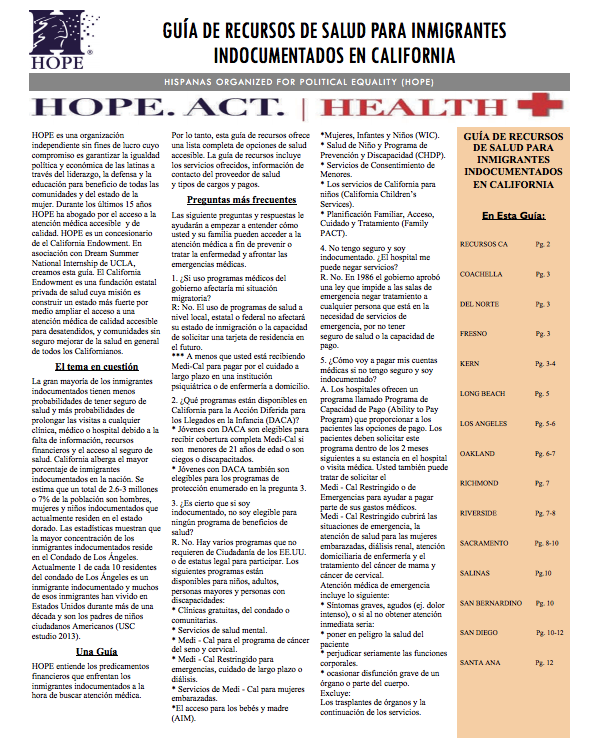 HOPE
GUÍA DE RECURSOS DE SALUD PARA INMIGRANTES
INDOCUMENTADOS EN CALIFORNIA
HISPANAS ORGANIZED FOR POLITICAL EQUALITY (HOPE)
HOPE. ACT. | HEALTH
HOPE es una organización
independiente sin fines de lucro cuyo
compromiso es garantizar la igualdad
política y económica de las latinas a
través del liderazgo, la defensa y la
educación para beneficio de todas las
comunidades y del estado de la
mujer. Durante los últimos 15 años
HOPE ha abogado por el acceso a la
atención médica accesible y de
calidad. HOPE es un concesionario
de el California Endowment. En
asociación con Dream Summer
National Internship de UCLA,
creamos esta guía. El California
Endowment es una fundación estatal
privada de salud cuya misión es
construir un estado más fuerte por
medio ampliar el acceso a una
atención médica de calidad accesible
para desatendidos, y comunidades sin
seguro mejorar de la salud en general
de todos los Californianos.
El tema en cuestión
La gran mayoría de los inmigrantes
indocumentados tienen menos
probabilidades de tener seguro de
salud y más probabilidades de
prolongar las visitas a cualquier
clínica, médico o hospital debido a la
falta de información, recursos
financieros y el acceso al seguro de
salud. California alberga el mayor
porcentaje de inmigrantes
indocumentados en la nación. Se
estima que un total de 2.6-3 millones
o 7% de la población son hombres,
mujeres y niños indocumentados que
actualmente residen en el estado
dorado. Las estadísticas muestran que
la mayor concentración de los
inmigrantes indocumentados reside
en el Condado de Los Ángeles.
Actualmente 1 de cada 10 residentes
del condado de Los Ángeles es un
inmigrante indocumentado y muchos
de esos inmigrantes han vivido en
Estados Unidos durante más de una
década y son los padres de niños
ciudadanos Americanos (USC
estudio 2013).
Una Guía
HOPE entiende los predicamentos
financieros que enfrentan los
inmigrantes indocumentados a la
hora de buscar atención médica.
Por lo tanto, esta guía de recursos ofrece
una lista completa de opciones de salud
accesible. La guía de recursos incluye
los servicios ofrecidos, información de
contacto del proveedor de salud
y tipos de cargos y pagos.
Preguntas más frecuentes
Las siguiente preguntas y respuestas le
ayudarán a empezar a entender cómo
usted y su familia pueden acceder a la
atención médica a fin de prevenir o
tratar la enfermedad y afrontar las
emergencias médicas.
1. ¿Si uso programas médicos del
gobierno afectaría mi situación
migratoria?
R: No. El uso de programas de salud a
nivel local, estatal o federal no afectará
su estado de inmigración o la capacidad
de solicitar una tarjeta de residencia en
el futuro.
*** A menos que usted está recibiendo
Medi-Cal para pagar por el cuidado a
largo plazo en una institución
psiquiátrica o de enfermería a domicilio.
2. ¿Qué programas están disponibles en
California para la Acción Diferida para
los Llegados en la Infancia (DACA)?
* Jóvenes con DACA son elegibles para
recibir cobertura completa Medi-Cal si
son menores de 21 años de edad o son
ciegos o discapacitados.
* Jóvenes con DACA también son
elegibles para los programas de
protección enumerado en la pregunta 3.
3. ¿Es cierto que si soy
indocumentado, no soy elegible para
ningún programa de beneficios de
salud?
R. No. Hay varios programas que no
requieren de Ciudadanía de los EE.UU.
o de estatus legal para participar. Los
siguientes programas están
disponibles para niños, adultos,
personas mayores y personas con
discapacidades:
* Clínicas gratuitas, del condado o
comunitarias.
* Servicios de salud mental.
* Medi - Cal para el programa de cáncer
del seno y cervical.
* Medi - Cal Restringido para
emergencias, cuidado de largo plazo o
diálisis.
* Servicios de Medi - Cal para mujeres
embarazadas.
*El acceso para los bebés y madre
(AIM).
*Mujeres, Infantes y Niños (WIC).
* Salud de Niño y Programa de
Prevención y Discapacidad (CHDP).
* Servicios de Consentimiento de
Menores.
* Los servicios de California para
niños (California Children's
Services).
* Planificación Familiar, Acceso,
Cuidado y Tratamiento (Family
PACT).
4. No tengo seguro y soy
indocumentado. ¿El hospital me
puede negar servicios?
R. No. En 1986 el gobierno aprobó
una ley que impide a las salas de
emergencia negar tratamiento a
cualquier persona que está en la
necesidad de servicios de
emergencia, por no tener
seguro de salud o la capacidad de
pago.
5. ¿Cómo voy a pagar mis cuentas
médicas si no tengo seguro y soy
indocumentado?
A. Los hospitales ofrecen un
programa llamado Programa de
Capacidad de Pago (Ability to Pay
Program) que proporcionar a los
pacientes las opciones de pago. Los
pacientes deben solicitar este
programa dentro de los 2 meses
siguientes a su estancia en el hospital
o visita médica. Usted también puede
tratar de solicitar el
Medi - Cal Restringido o de
Emergencias para ayudar a pagar
parte de sus gastos médicos.
Medi - Cal Restringido cubrirá las
situaciones de emergencia, la
atención de salud para las mujeres
embarazadas, diálisis renal, atención
domiciliaria de enfermería y el
tratamiento del cáncer de mama y
cáncer de cervical.
Atención médica de emergencia
incluye lo siguiente:
* Síntomas graves, agudos (ej. dolor
intenso), o si al no obtener atención
inmediata sería:
* poner en peligro la salud del
paciente
* perjudicar seriamente las funciones
corporales.
* ocasionar disfunción grave de un
órgano o parte del cuerpo.
Excluye:
Los trasplantes de órganos y la
continuación de los servicios.
GUÍA DE RECURSOS
DE SALUD PARA
INMIGRANTES
INDOCUMENTADOS
EN CALIFORNIA
En Esta Guía:
RECURSOS CA Pg. 2
COACHELLA Pg. 3
DEL NORTE Pg. 3
FRESNO Pg. 3
KERN Pg. 3-4
LONG BEACH Pg. 5
LOS ANGELES Pg. 5-6
OAKLAND Pg. 6-7
RICHMOND Pg. 7
RIVERSIDE Pg. 7-8
SACRAMENTO Pg. 8-10
SALINAS Pg.10
SAN BERNARDINO Pg. 10
SAN DIEGO Pg. 10-12
SANTA ANA Pg. 12